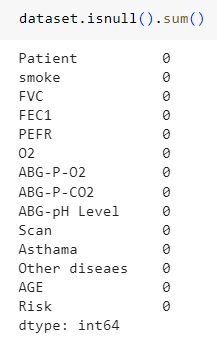 dataset.isnull().sum()
Patient 0
smoke 0
FVC 0
FEC1 0
PEFR 0
O2 0
ABG-P-O2 0
ABG-P-CO2 0
ABG-pH Level 0
Scan 0
Asthama 0
Other diseaes 0
AGE 0
Risk 0
dtype: int64